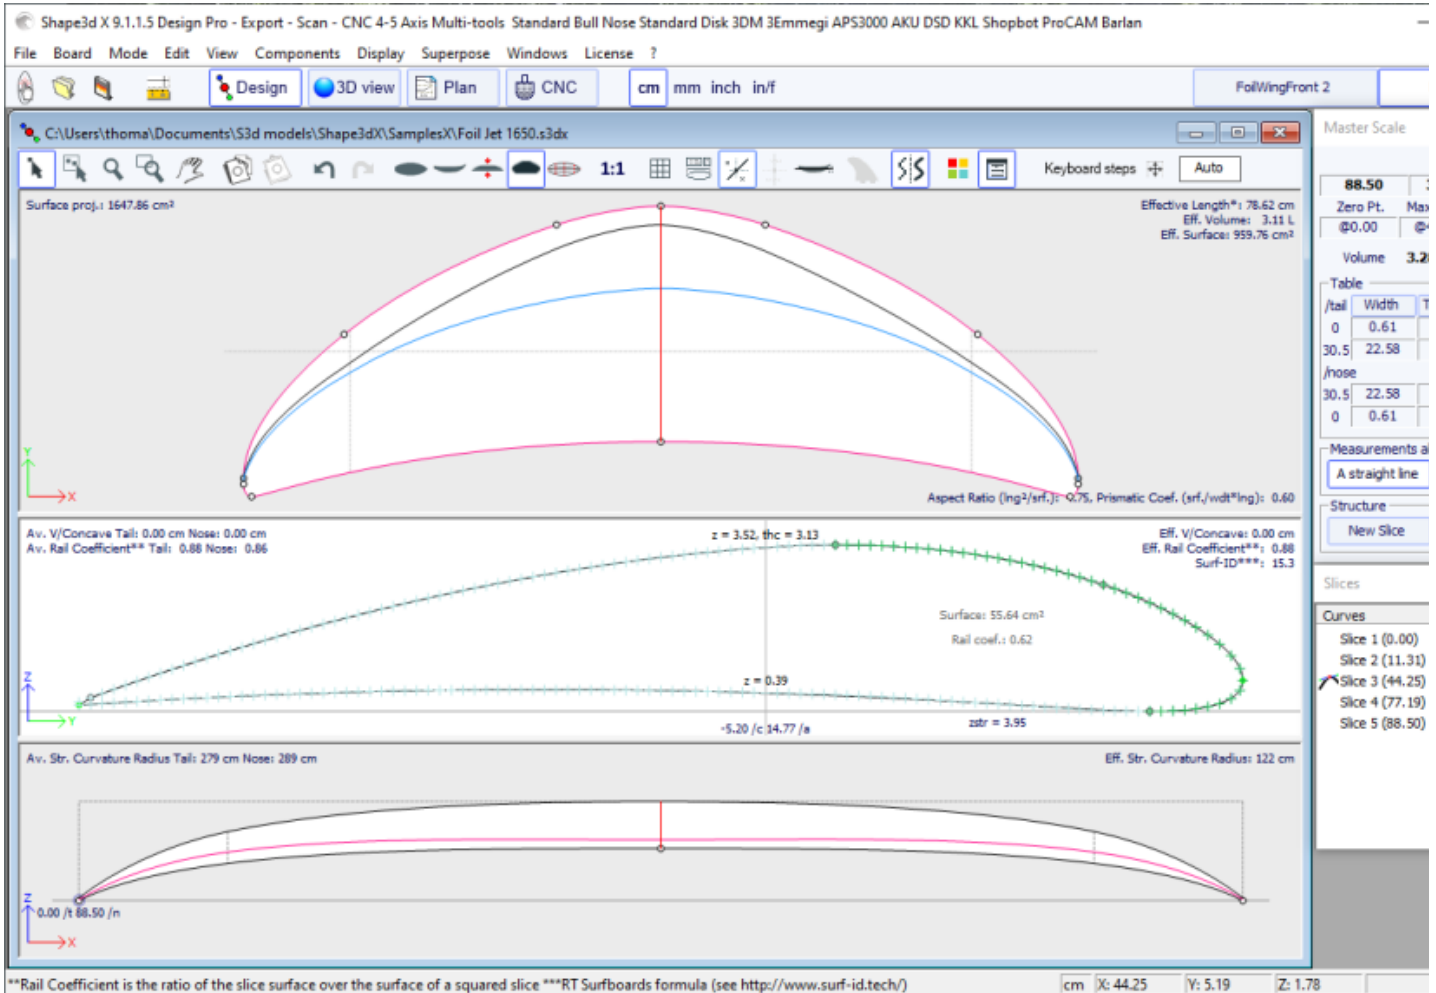 Shape3d X 9.1.1.5 Design Pro - Export - Scan - CNC 4-5 Axis Multi-tools Standard Bull Nose Standard Disk 3DM 3Emmegi APS3000 AKU DSD KKL Shopbot ProCAM Barlan
File Board Mode Edit View Components Display Superpose Windows License ?
Design 3D view Plan CNC cm mm inch in/f FoilWingFront 2
C:\Users\thoma\Documents\S3d models\Shape3dX\SamplesX\Foil Jet 1650.s3dx
1:1 Keyboard steps Auto
Surface proj.: 1647.86 cm²
Effective Length*: 78.62 cm
Eff. Volume: 3.11 L
Eff. Surface: 959.76 cm²
Y
X
Aspect Ratio (lng²/srf.): .75, Prismatic Coef. (srf./wdt*lng): 0.60
Av. V/Concave Tail: 0.00 cm Nose: 0.00 cm
Av. Rail Coefficient** Tail: 0.88 Nose: 0.86
z = 3.52, thc = 3.13
Eff. V/Concave: 0.00 cm
Eff. Rail Coefficient**: 0.88
Surf-ID***: 15.3
Surface: 55.64 cm²
Rail coef.: 0.62
z = 0.39
Z
Y
-5.20 /c 14.77 /a
zstr = 3.95
Av. Str. Curvature Radius Tail: 279 cm Nose: 289 cm
Eff. Str. Curvature Radius: 122 cm
Z
0.00 /t 88.50 /n
X
Master Scale
88.50
Zero Pt. Max
@0.00 @
Volume 3.2
Table
/tail Width T
0 0.61
30.5 22.58
/nose
30.5 22.58
0 0.61
Measurements a
A straight line
Structure
New Slice
Slices
Curves
Slice 1 (0.00)
Slice 2 (11.31)
Slice 3 (44.25)
Slice 4 (77.19)
Slice 5 (88.50)
**Rail Coefficient is the ratio of the slice surface over the surface of a squared slice ***RT Surfboards formula (see http://www.surf-id.tech/)
cm X: 44.25 Y: 5.19 Z: 1.78